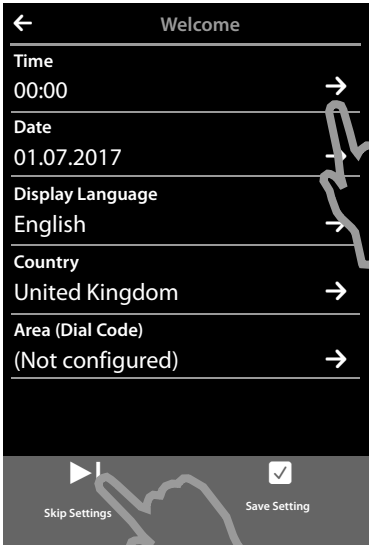 Welcome
Time
00:00
Date
01.07.2017
Display Language
English
Country
United Kingdom
Area (Dial Code)
(Not configured)
Skip Settings
Save Setting